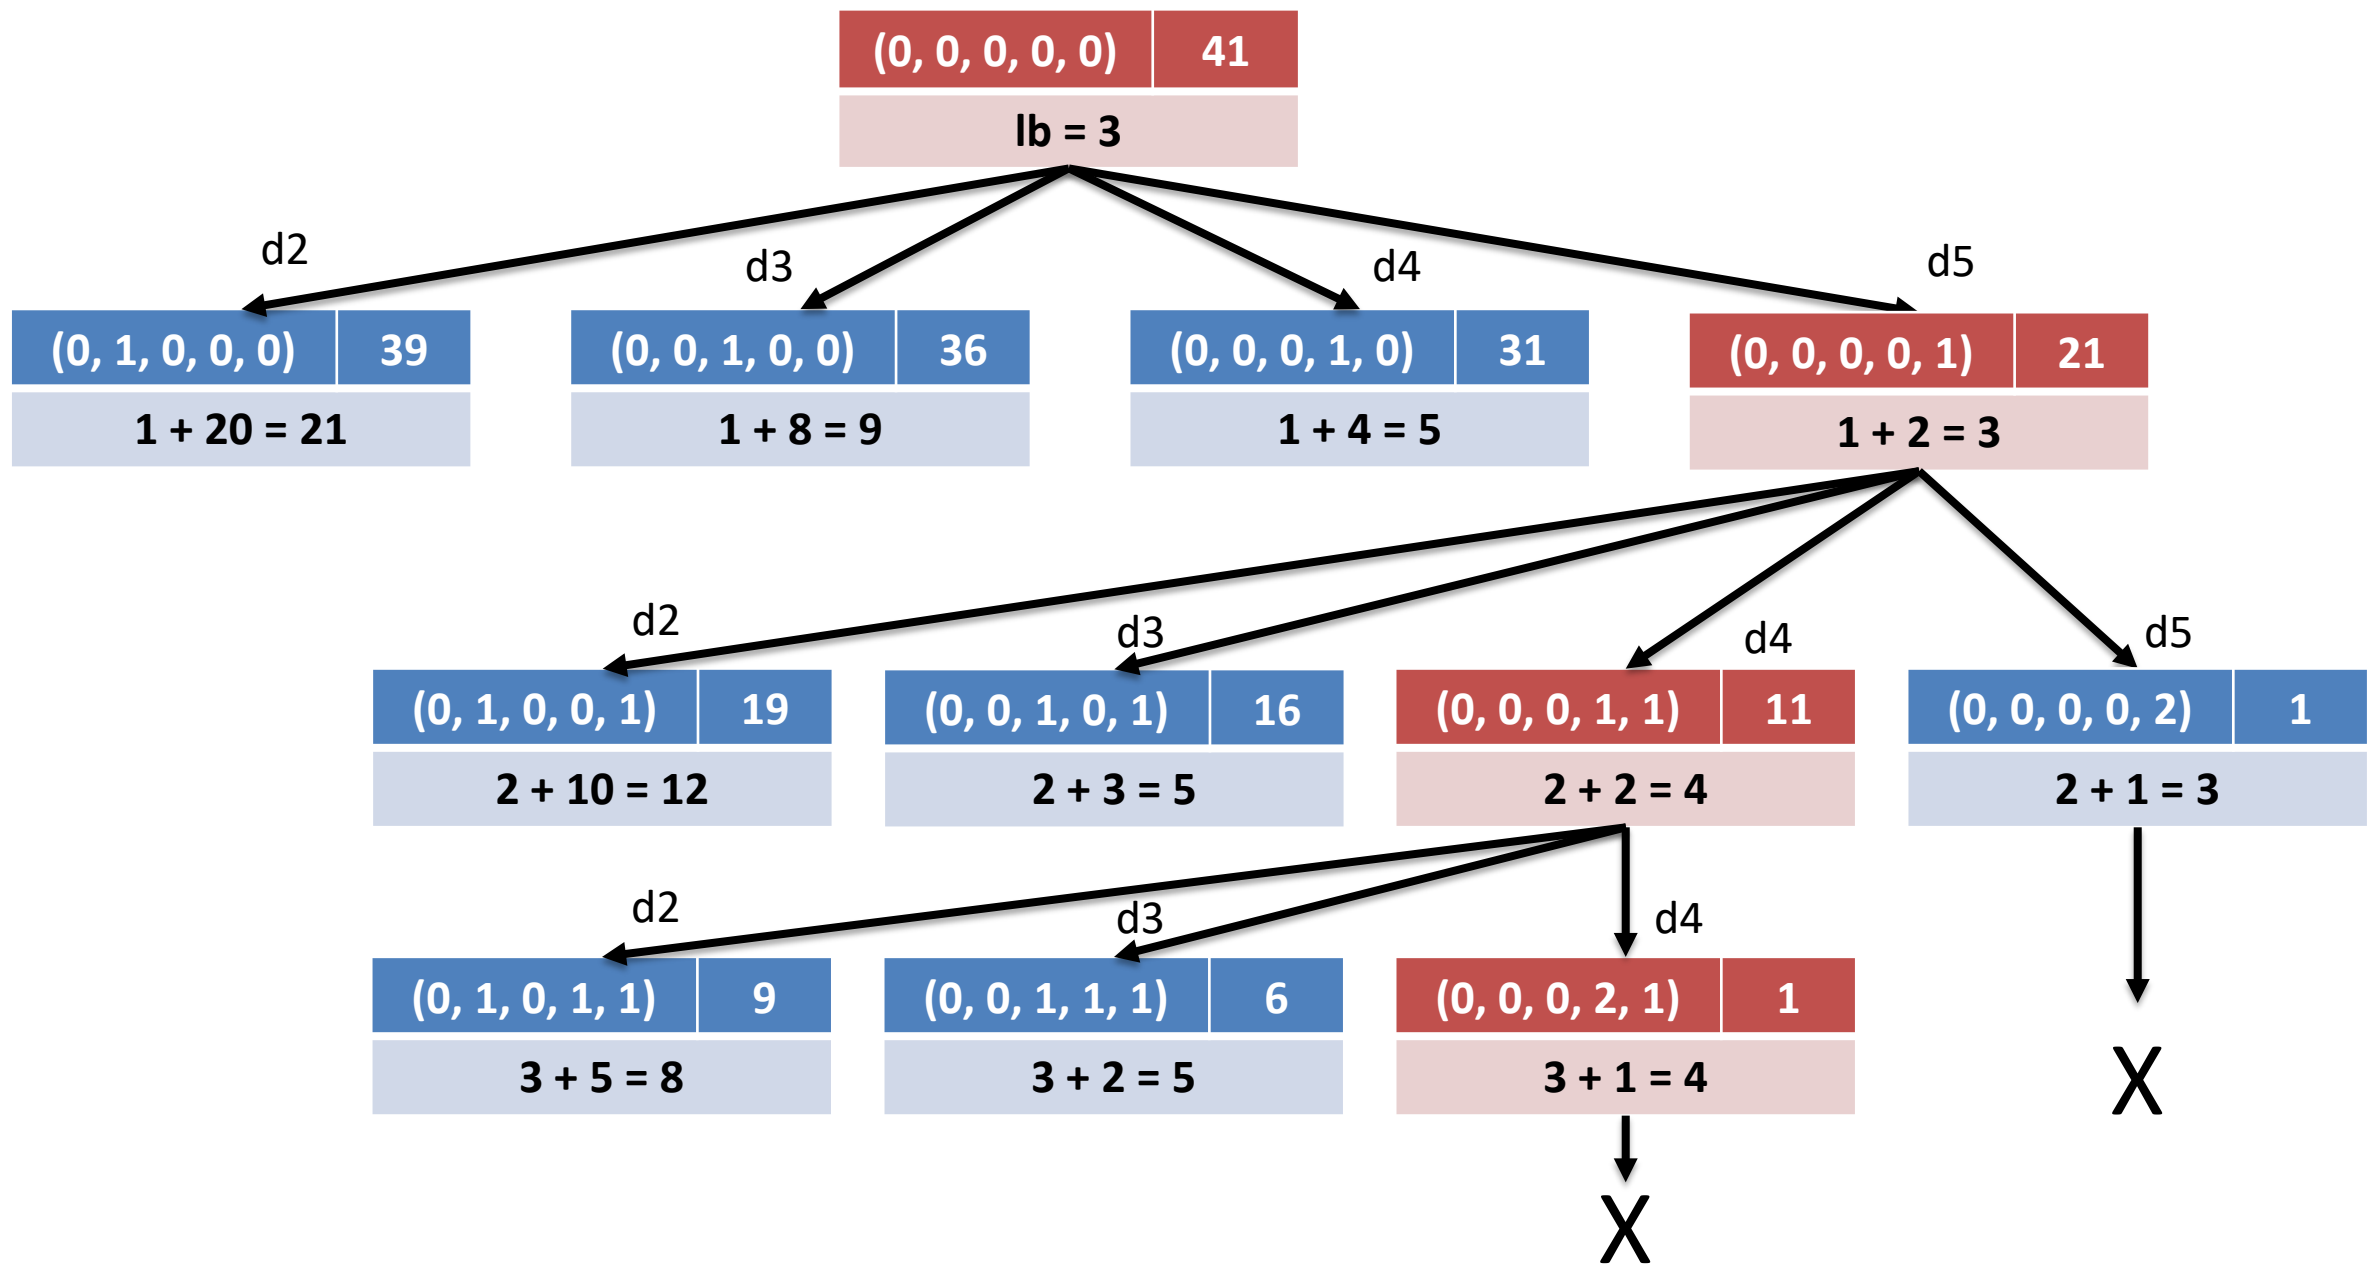 (0, 0, 0, 0, 0) 41
lb = 3
d2 d3 d4 d5
(0, 1, 0, 0, 0) 39 (0, 0, 1, 0, 0) 36 (0, 0, 0, 1, 0) 31 (0, 0, 0, 0, 1) 21
1 + 20 = 21 1 + 8 = 9 1 + 4 = 5 1 + 2 = 3
d2 d3 d4 d5
(0, 1, 0, 0, 1) 19 (0, 0, 1, 0, 1) 16 (0, 0, 0, 1, 1) 11 (0, 0, 0, 0, 2) 1
2 + 10 = 12 2 + 3 = 5 2 + 2 = 4 2 + 1 = 3
d2 d3 d4
(0, 1, 0, 1, 1) 9 (0, 0, 1, 1, 1) 6 (0, 0, 0, 2, 1) 1
3 + 5 = 8 3 + 2 = 5 3 + 1 = 4 X
X